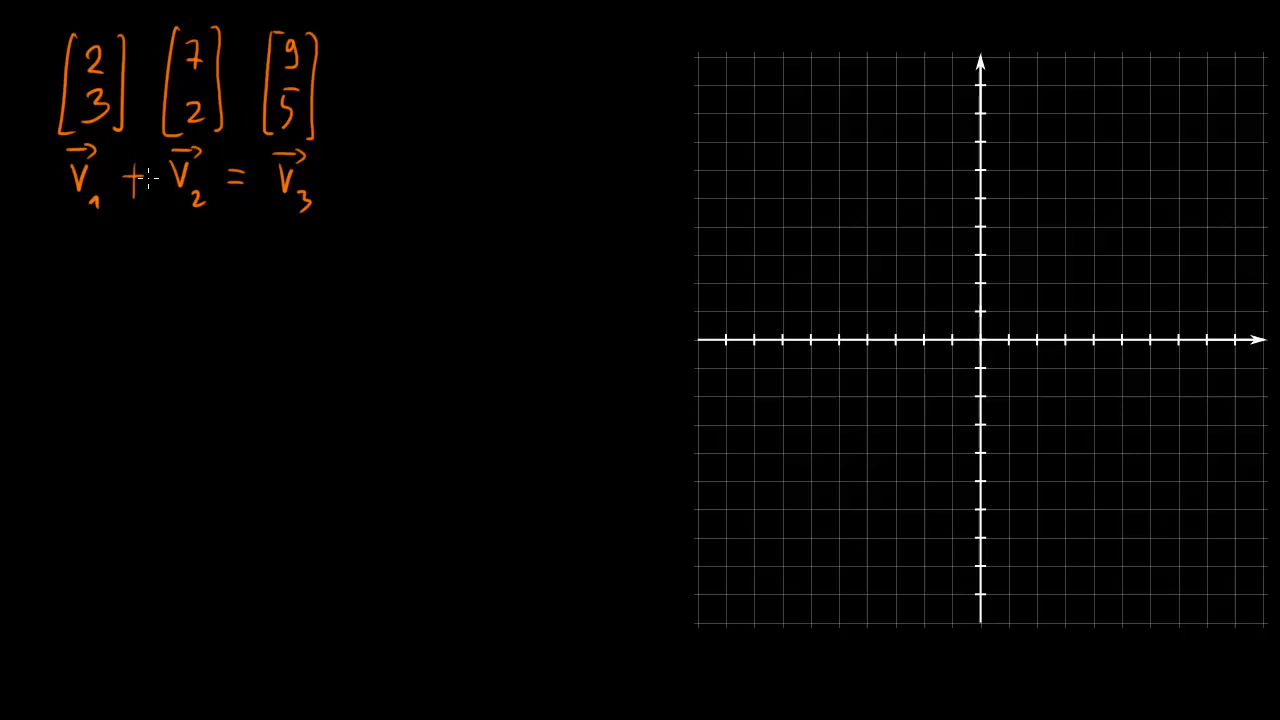 [2 3] [7 2] [9 5]
v⃗₁ + v⃗₂ = v⃗₃